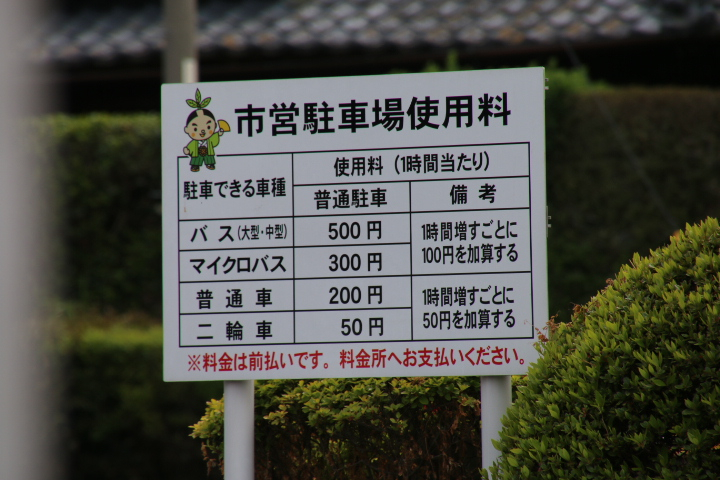 市営駐車場使用料
駐車できる車種
使用料（1時間当たり）
普通駐車
備考
バス（大型・中型）
500円
1時間増すごとに
100円を加算する
マイクロバス
300円
普通車
200円
1時間増すごとに
50円を加算する
二輪車
50円
※料金は前払いです。料金所へお支払いください。